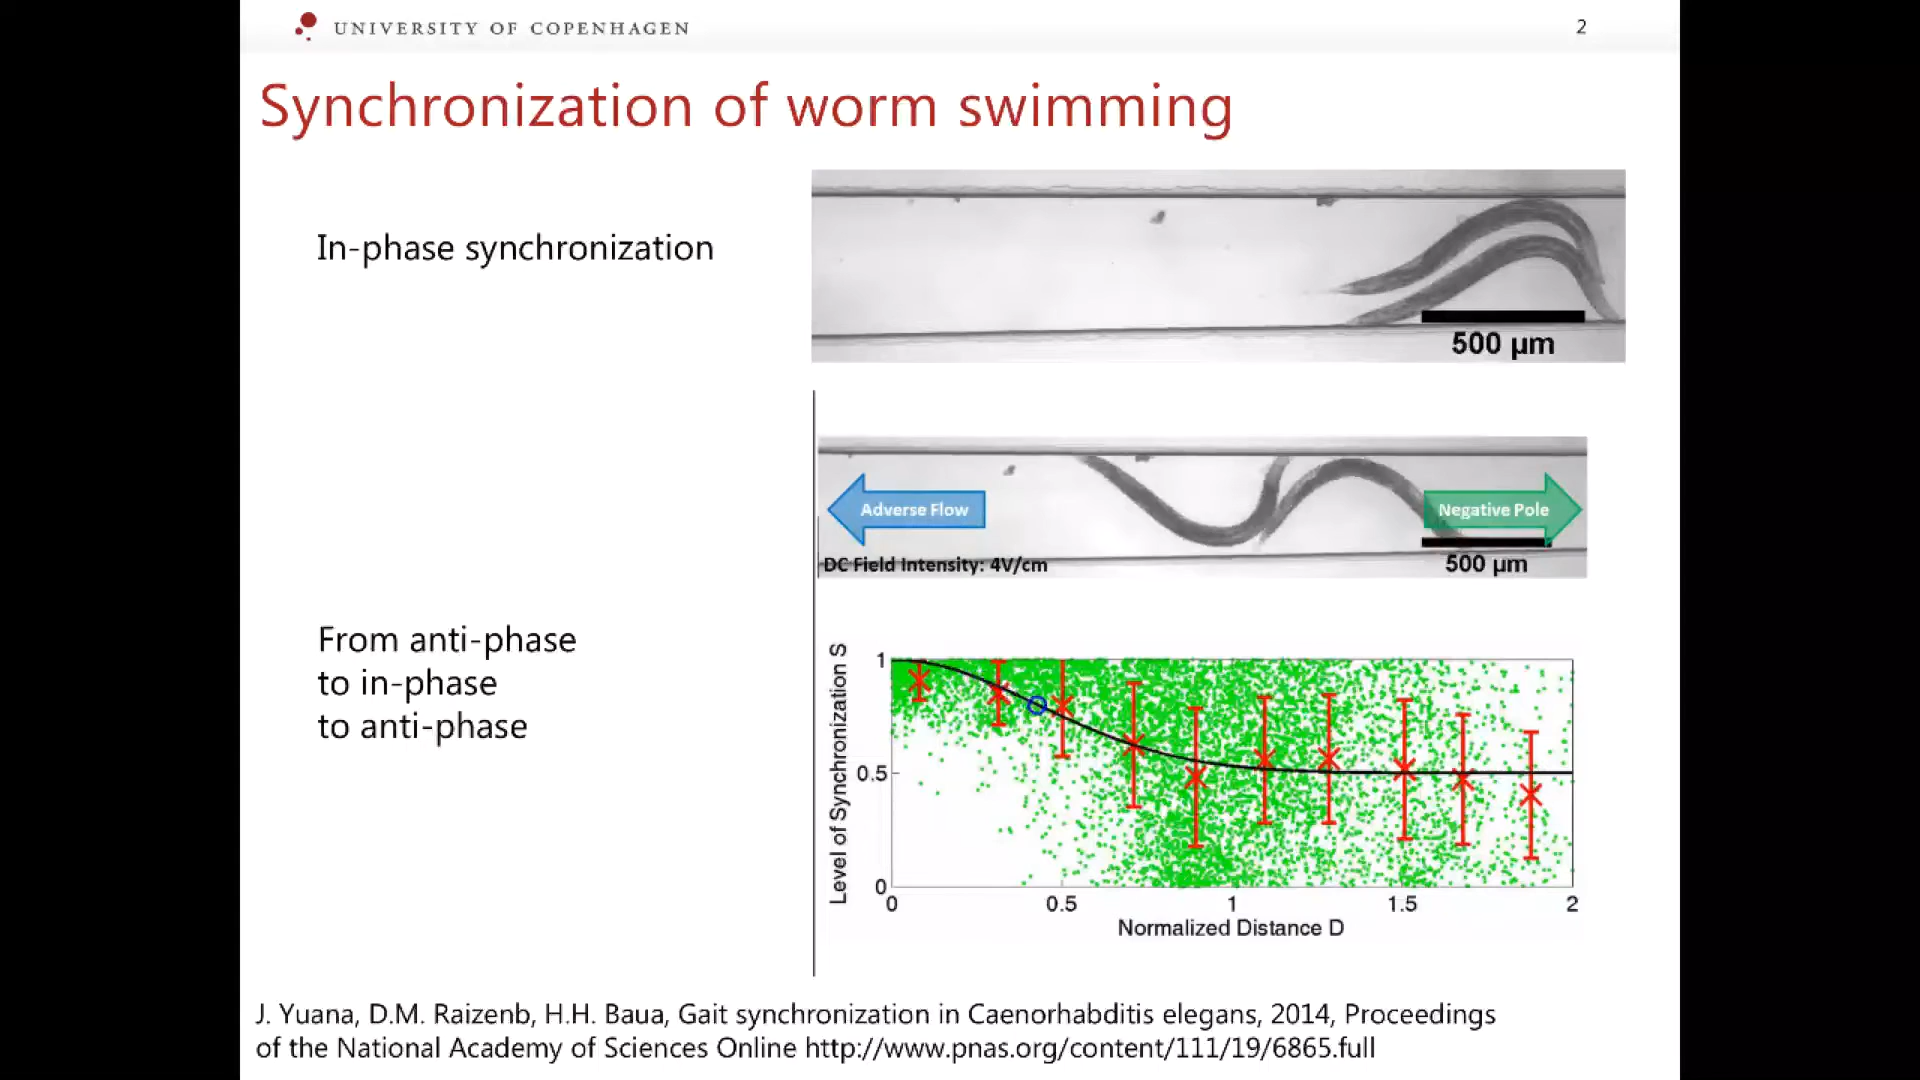 UNIVERSITY OF COPENHAGEN
2
Synchronization of worm swimming
In-phase synchronization
500 µm
Adverse Flow
Negative Pole
DC Field Intensity: 4V/cm
500 µm
From anti-phase
to in-phase
to anti-phase
Level of Synchronization S
1
0.5
0
0
0.5
1
1.5
2
Normalized Distance D
J. Yuana, D.M. Raizenb, H.H. Baua, Gait synchronization in Caenorhabditis elegans, 2014, Proceedings
of the National Academy of Sciences Online http://www.pnas.org/content/111/19/6865.full